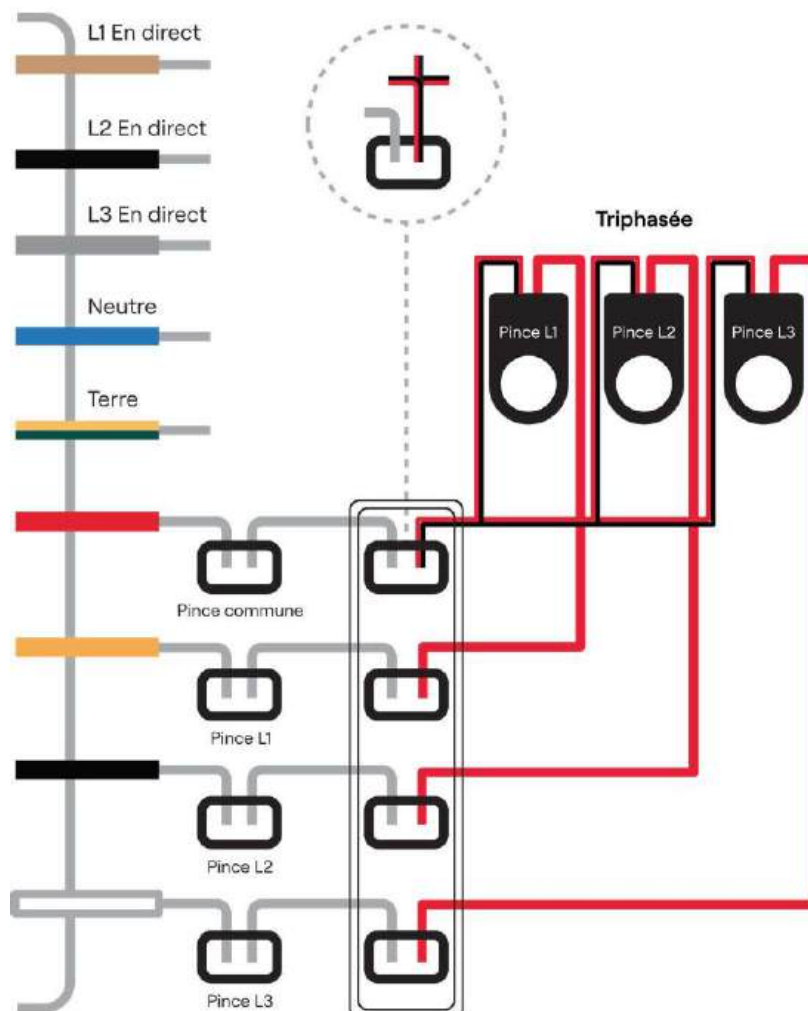 L1 En direct
L2 En direct
L3 En direct
Triphasée
Neutre
Pince L1
Pince L2
Pince L3
Terre
Pince commune
Pince L1
Pince L2
Pince L3